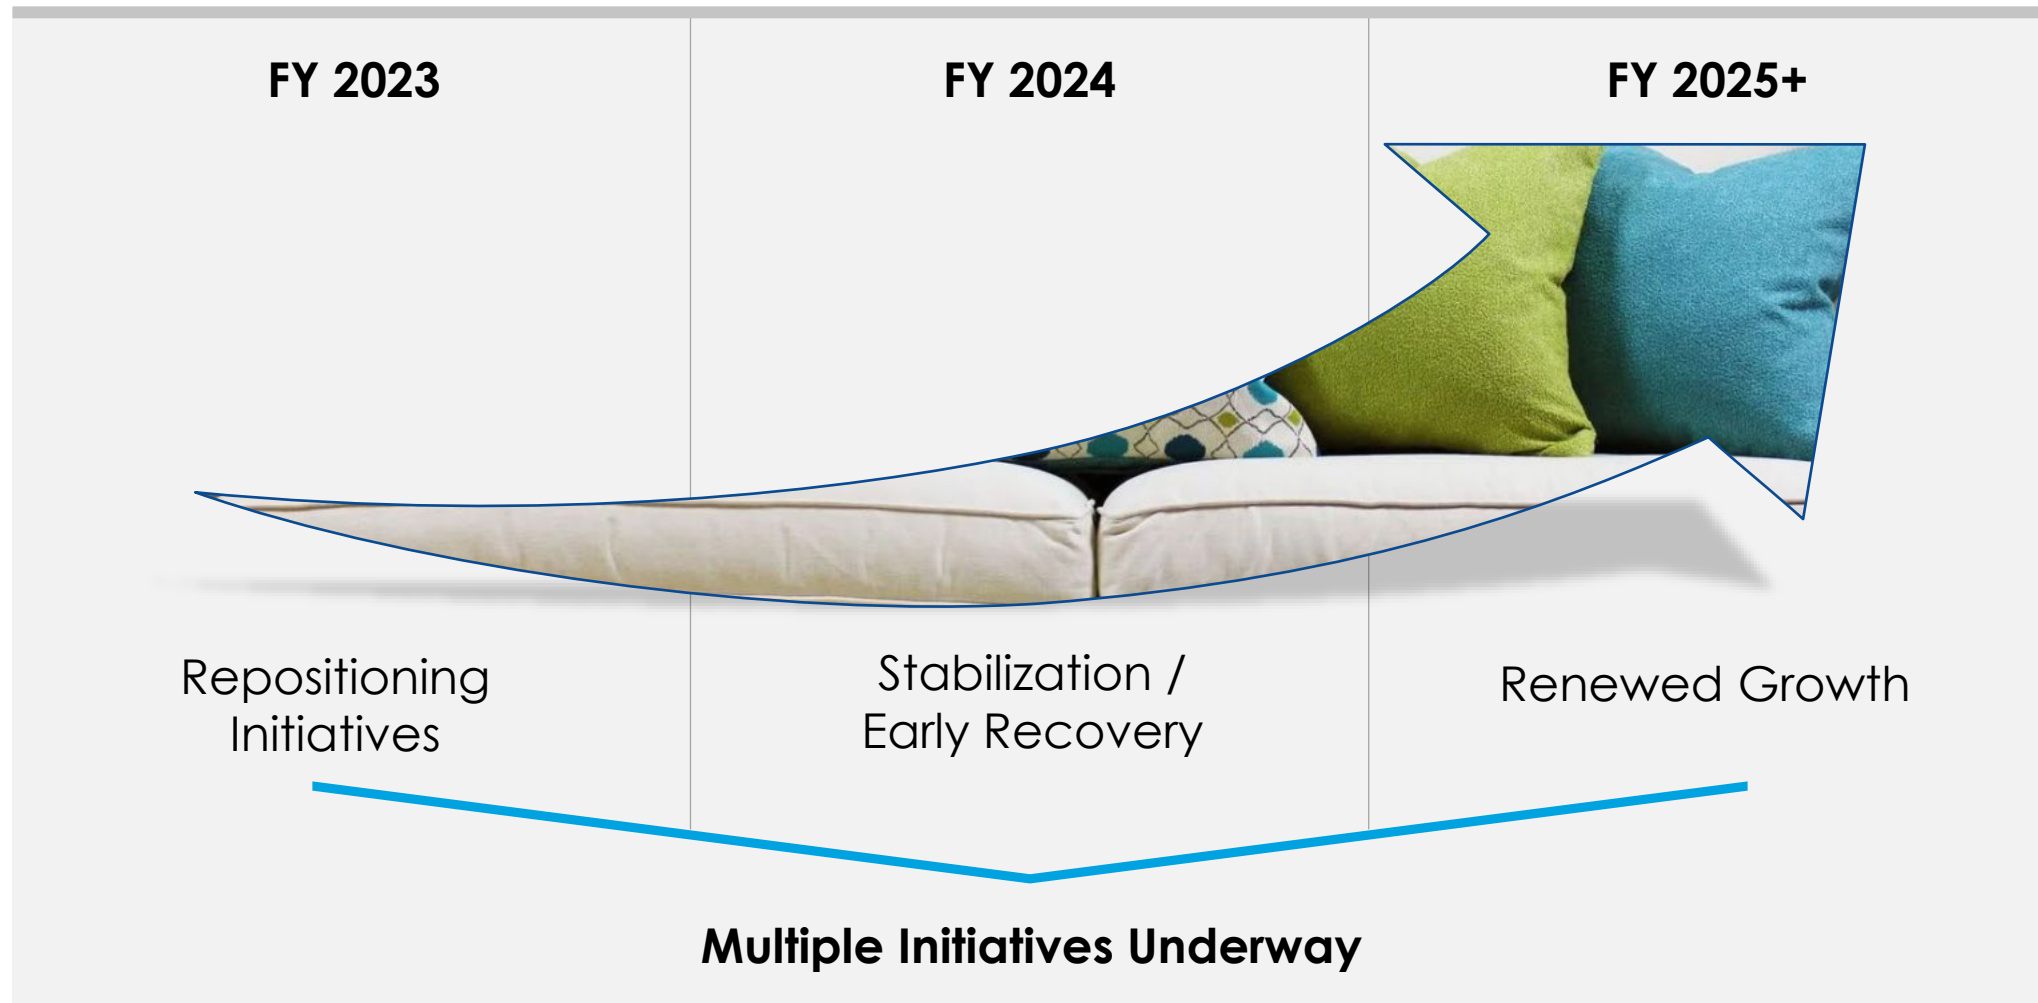 FY 2023
FY 2024
FY 2025+
Repositioning
Initiatives
Stabilization /
Early Recovery
Renewed Growth
Multiple Initiatives Underway